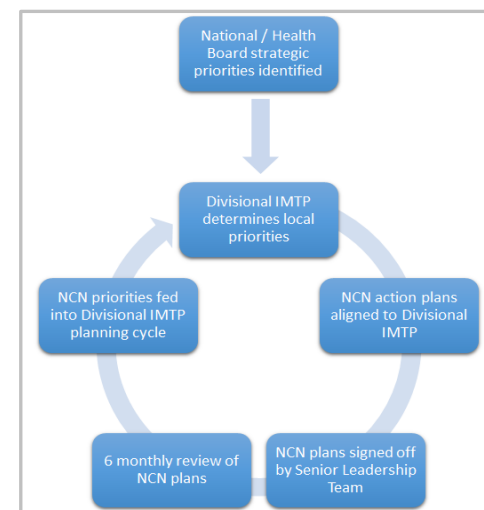 National / Health
Board strategic
priorities identified
Divisional IMTP
determines local
priorities
NCN action plans
aligned to Divisional
IMTP
NCN plans signed off
by Senior Leadership
Team
6 monthly review of
NCN plans
NCN priorities fed
into Divisional IMTP
planning cycle